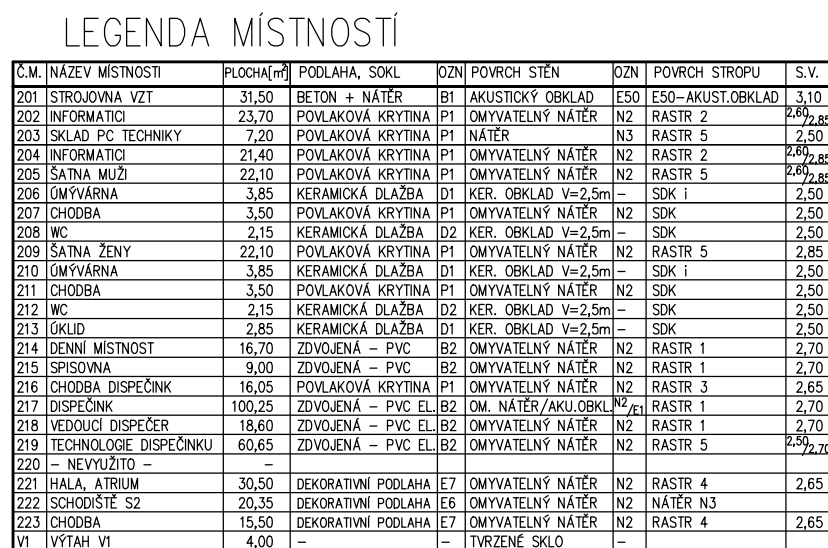 LEGENDA MÍSTNOSTÍ
Č.M. NÁZEV MÍSTNOSTI PLOCHA[m²] PODLAHA, SOKL OZN POVRCH STĚN OZN POVRCH STROPU S.V.
201 STROJOVNA VZT 31,50 BETON + NÁTĚR B1 AKUSTICKÝ OBKLAD E50 E50-AKUST.OBKLAD 3,10
202 INFORMATICI 23,70 POVLAKOVÁ KRYTINA P1 OMYVATELNÝ NÁTĚR N2 RASTR 2 2,60/2,85
203 SKLAD PC TECHNIKY 7,20 POVLAKOVÁ KRYTINA P1 NÁTĚR N3 RASTR 5 2,50
204 INFORMATICI 21,40 POVLAKOVÁ KRYTINA P1 OMYVATELNÝ NÁTĚR N2 RASTR 2 2,60/2,85
205 ŠATNA MUŽI 22,10 POVLAKOVÁ KRYTINA P1 OMYVATELNÝ NÁTĚR N2 RASTR 5 2,60/2,85
206 ÚMÝVÁRNA 3,85 KERAMICKÁ DLAŽBA D1 KER. OBKLAD V=2,5m – SDK i 2,50
207 CHODBA 3,50 POVLAKOVÁ KRYTINA P1 OMYVATELNÝ NÁTĚR N2 SDK 2,50
208 WC 2,15 KERAMICKÁ DLAŽBA D2 KER. OBKLAD V=2,5m – SDK 2,50
209 ŠATNA ŽENY 22,10 POVLAKOVÁ KRYTINA P1 OMYVATELNÝ NÁTĚR N2 RASTR 5 2,85
210 ÚMÝVÁRNA 3,85 KERAMICKÁ DLAŽBA D1 KER. OBKLAD V=2,5m – SDK i 2,50
211 CHODBA 3,50 POVLAKOVÁ KRYTINA P1 OMYVATELNÝ NÁTĚR N2 SDK 2,50
212 WC 2,15 KERAMICKÁ DLAŽBA D2 KER. OBKLAD V=2,5m – SDK 2,50
213 ÚKLID 2,85 KERAMICKÁ DLAŽBA D1 KER. OBKLAD V=2,5m – SDK 2,50
214 DENNÍ MÍSTNOST 16,70 ZDVOJENÁ – PVC B2 OMYVATELNÝ NÁTĚR N2 RASTR 1 2,70
215 SPISOVNA 9,00 ZDVOJENÁ – PVC B2 OMYVATELNÝ NÁTĚR N2 RASTR 1 2,70
216 CHODBA DISPEČINK 16,05 POVLAKOVÁ KRYTINA P1 OMYVATELNÝ NÁTĚR N2 RASTR 3 2,65
217 DISPEČINK 100,25 ZDVOJENÁ – PVC EL. B2 OM. NÁTĚR/AKU.OBKL. N2/E1 RASTR 1 2,70
218 VEDOUCÍ DISPEČER 18,60 ZDVOJENÁ – PVC EL. B2 OMYVATELNÝ NÁTĚR N2 RASTR 1 2,70
219 TECHNOLOGIE DISPEČINKU 60,65 ZDVOJENÁ – PVC EL. B2 OMYVATELNÝ NÁTĚR N2 RASTR 5 2,50/2,70
220 – NEVYUŽITO – –
221 HALA, ATRIUM 30,50 DEKORATIVNÍ PODLAHA E7 OMYVATELNÝ NÁTĚR N2 RASTR 4 2,65
222 SCHODIŠTĚ S2 20,35 DEKORATIVNÍ PODLAHA E6 OMYVATELNÝ NÁTĚR N2 NÁTĚR N3
223 CHODBA 15,50 DEKORATIVNÍ PODLAHA E7 OMYVATELNÝ NÁTĚR N2 RASTR 4 2,65
V1 VÝTAH V1 4,00 – – TVRZENÉ SKLO –